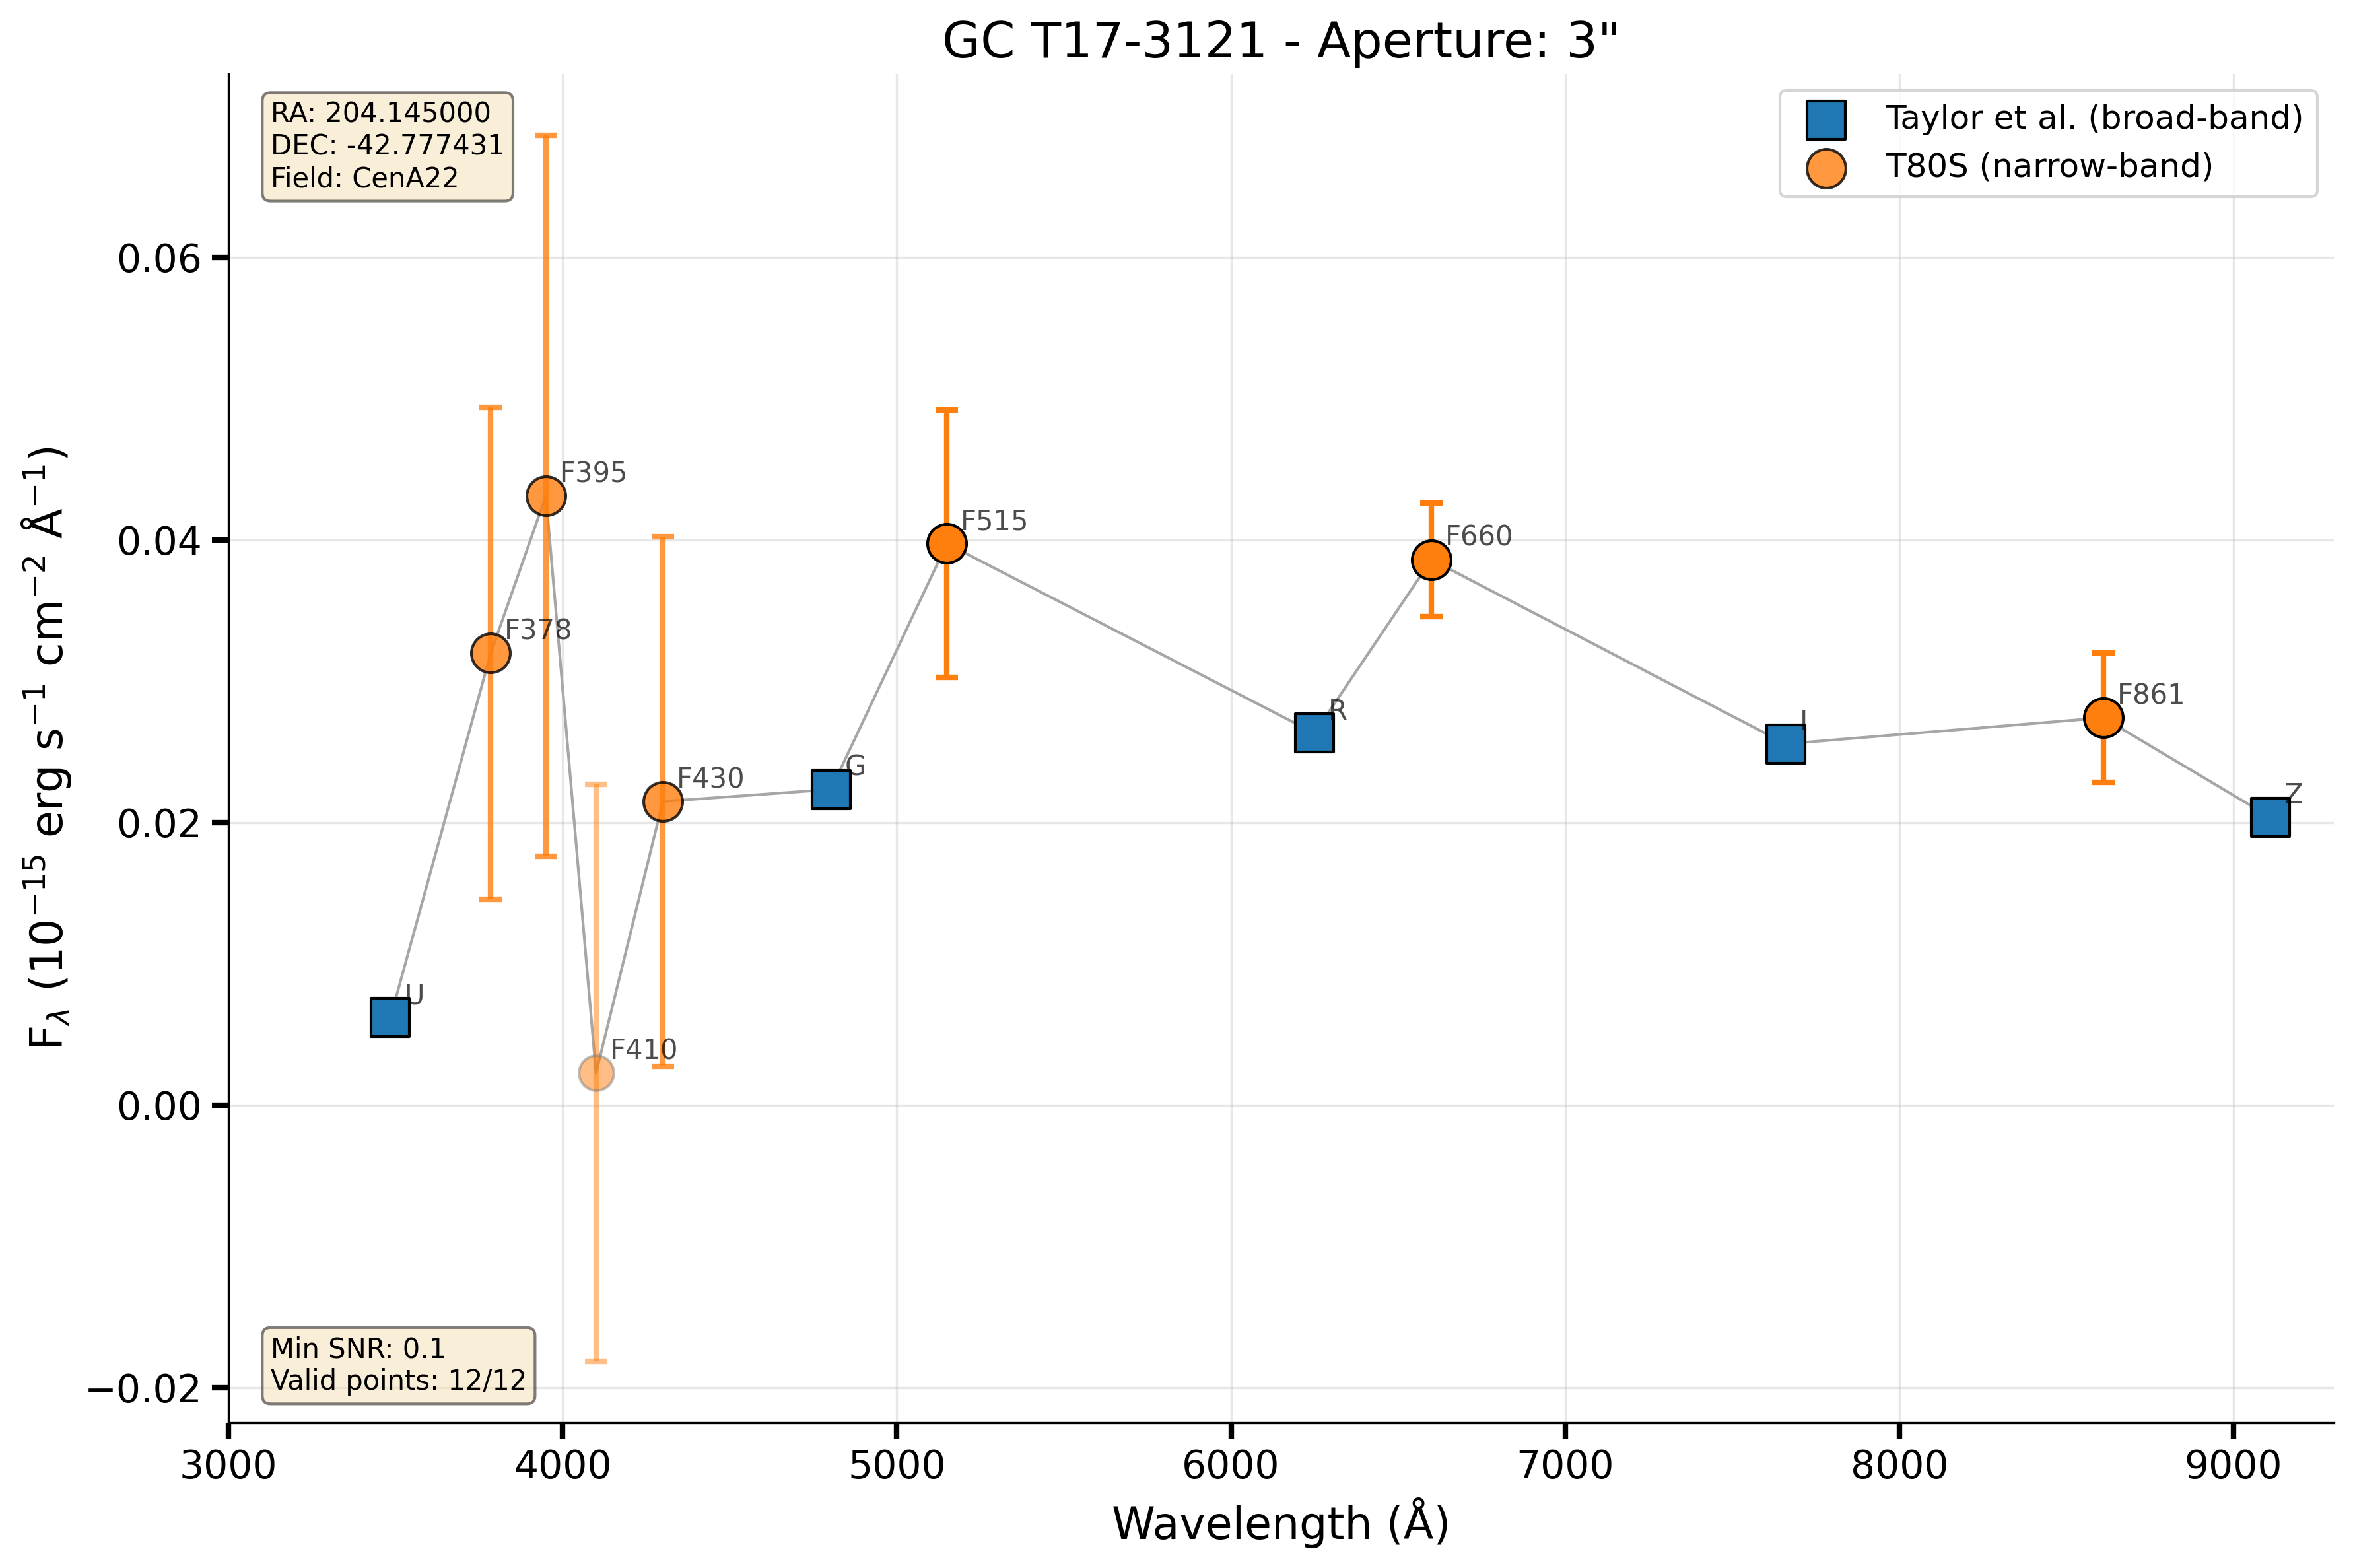 GC T17-3121 - Aperture: 3"
RA: 204.145000
DEC: -42.777431
Field: CenA22
Taylor et al. (broad-band)
T80S (narrow-band)
F$_λ$ (10$^{-15}$ erg s$^{-1}$ cm$^{-2}$ Å$^{-1}$)
0.06
0.04
0.02
0.00
−0.02
F395
F515
F660
F378
R
I
F861
G
F430
Z
U
F410
Min SNR: 0.1
Valid points: 12/12
3000 4000 5000 6000 7000 8000 9000
Wavelength (Å)